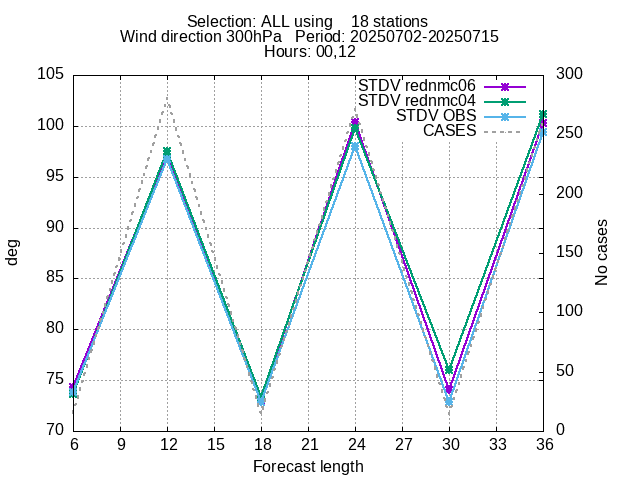 Selection: ALL using    18 stations
Wind direction 300hPa   Period: 20250702-20250715
Hours: 00,12
105
100
95
90
85
80
75
70
300
250
200
150
100
50
0
deg
No cases
STDV rednmc06
STDV rednmc04
STDV OBS
CASES
6 9 12 15 18 21 24 27 30 33 36
Forecast length